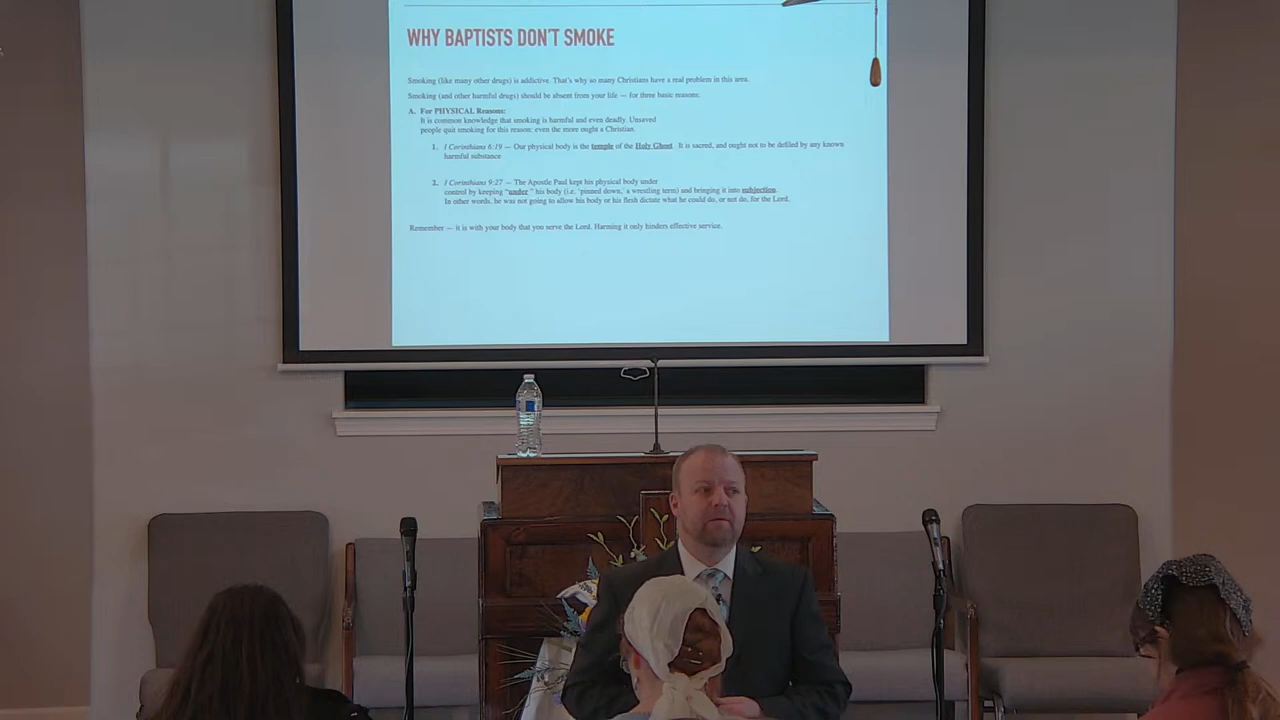 WHY BAPTISTS DON'T SMOKE
Smoking (like many other drugs) is addictive. That's why so many Christians have a real problem in this area.
Smoking (and other harmful drugs) should be absent from your life — for three basic reasons.
A. For PHYSICAL Reasons:
It is common knowledge that smoking is harmful and even deadly. Unsaved
people quit smoking for this reason; even the more ought a Christian.
1. I Corinthians 6:19 — Our physical body is the temple of the Holy Ghost. It is sacred, and ought not to be defiled by any known
harmful substance
2. I Corinthians 9:27 — The Apostle Paul kept his physical body under
control by keeping "under " his body (i.e. 'pinned down,' a wrestling term) and bringing it into subjection.
In other words, he was not going to allow his body or his flesh dictate what he could do, or not do, for the Lord.
Remember — it is with your body that you serve the Lord. Harming it only hinders effective service.